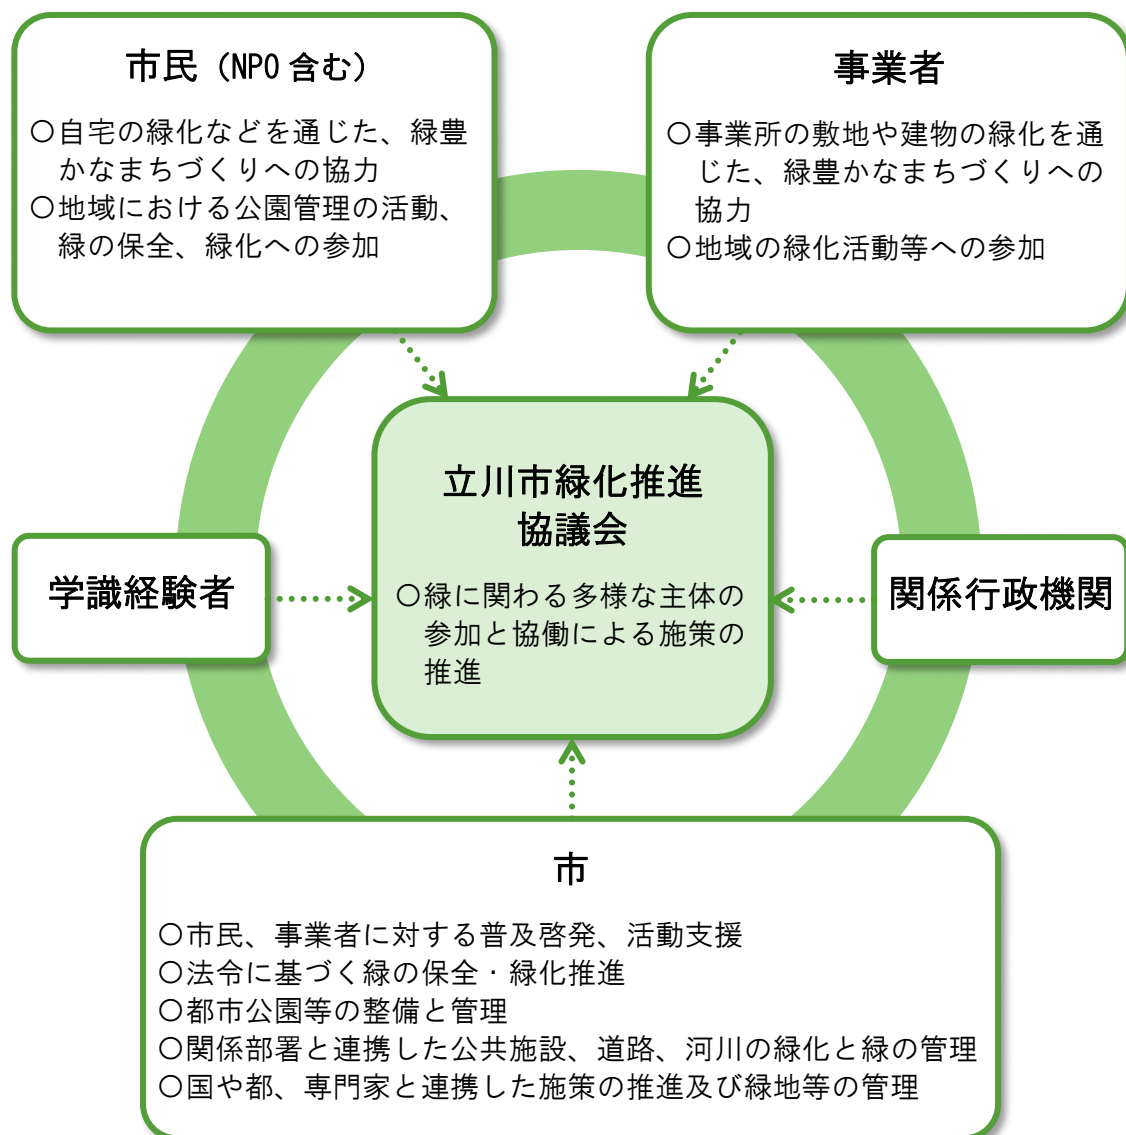 市民（NPO 含む）
○自宅の緑化などを通じた、緑豊
かなまちづくりへの協力
○地域における公園管理の活動、
緑の保全、緑化への参加
事業者
○事業所の敷地や建物の緑化を通
じた、緑豊かなまちづくりへの
協力
○地域の緑化活動等への参加
立川市緑化推進
協議会
○緑に関わる多様な主体の
参加と協働による施策の
推進
学識経験者
関係行政機関
市
○市民、事業者に対する普及啓発、活動支援
○法令に基づく緑の保全・緑化推進
○都市公園等の整備と管理
○関係部署と連携した公共施設、道路、河川の緑化と緑の管理
○国や都、専門家と連携した施策の推進及び緑地等の管理